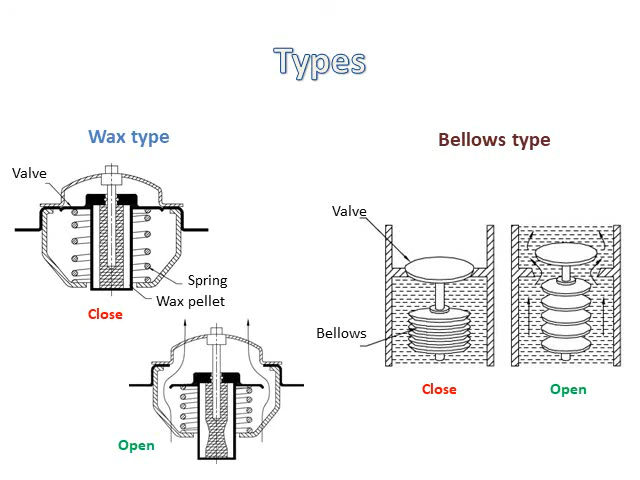 Types
Wax type
Valve
Spring
Wax pellet
Close
Open
Bellows type
Valve
Bellows
Close
Open